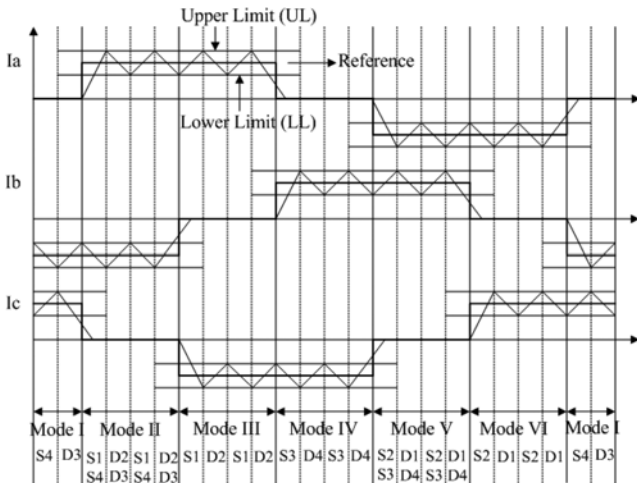 Upper Limit (UL)
Ia
Reference
Lower Limit (LL)
Ib
Ic
Mode I Mode II Mode III Mode IV Mode V Mode VI Mode I
S4 D3 S1 D2 S1 D2 S1 D2 S1 D2 S3 D4 S3 D4 S2 D1 S2 D1 S2 D1 S2 D1 S4 D3
S4 D3 S4 D3 S3 D4 S3 D4